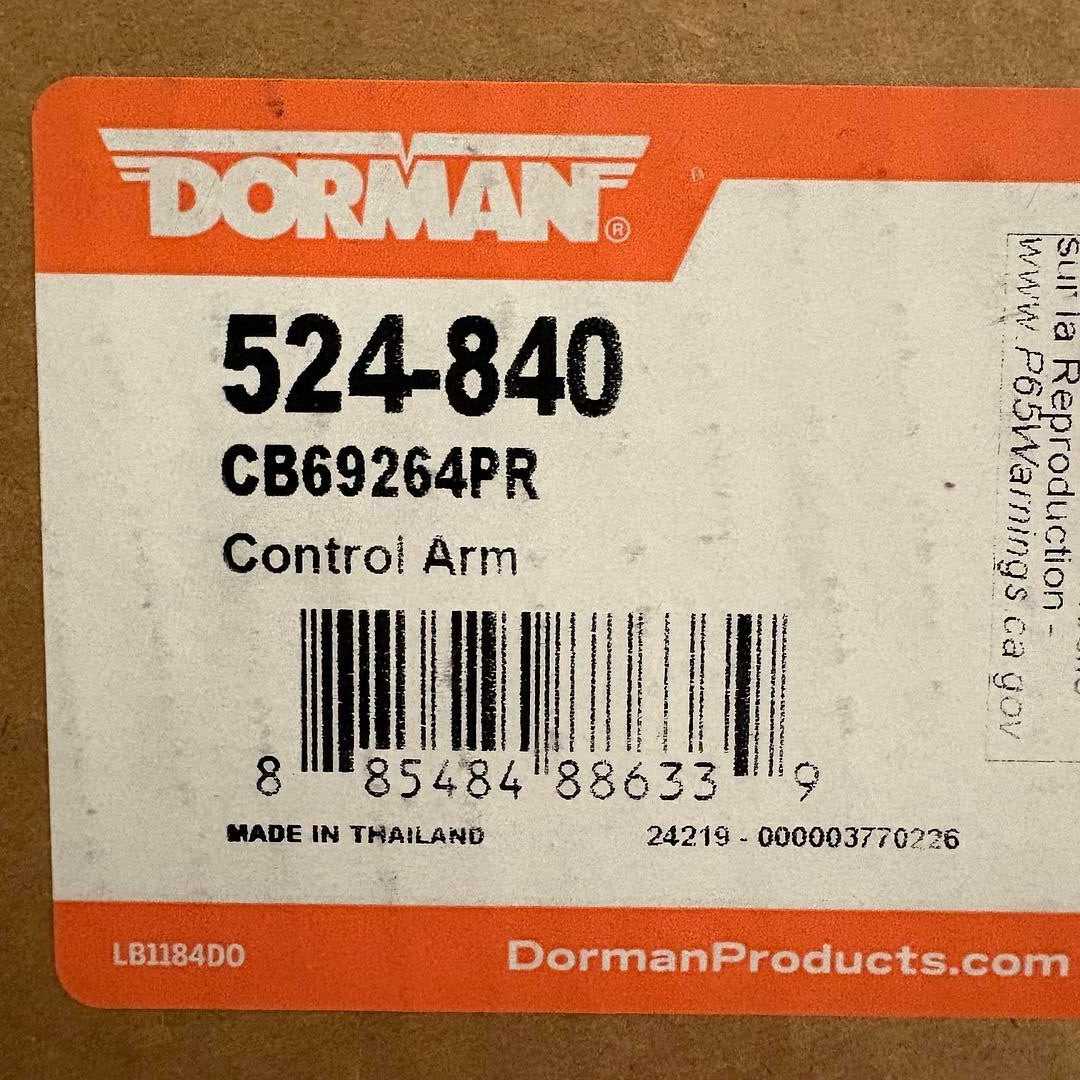 DORMAN®
524-840
CB69264PR
Control Arm
8 85484 88633 9
MADE IN THAILAND
24219 - 000003770226
LB1184DO
DormanProducts.com
sur la Reproduction -
www.P65Warnings.ca.gov